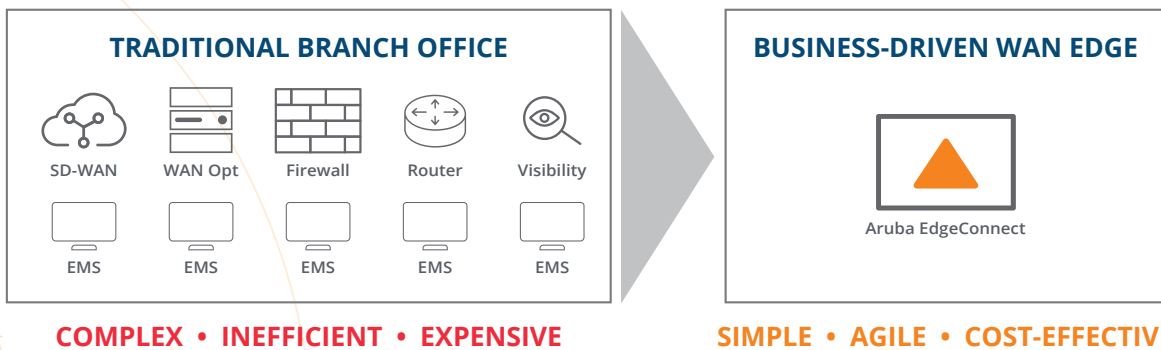 TRADITIONAL BRANCH OFFICE
SD-WAN
WAN Opt
Firewall
Router
Visibility
EMS
EMS
EMS
EMS
EMS
COMPLEX • INEFFICIENT • EXPENSIVE
BUSINESS-DRIVEN WAN EDGE
Aruba EdgeConnect
SIMPLE • AGILE • COST-EFFECTIV